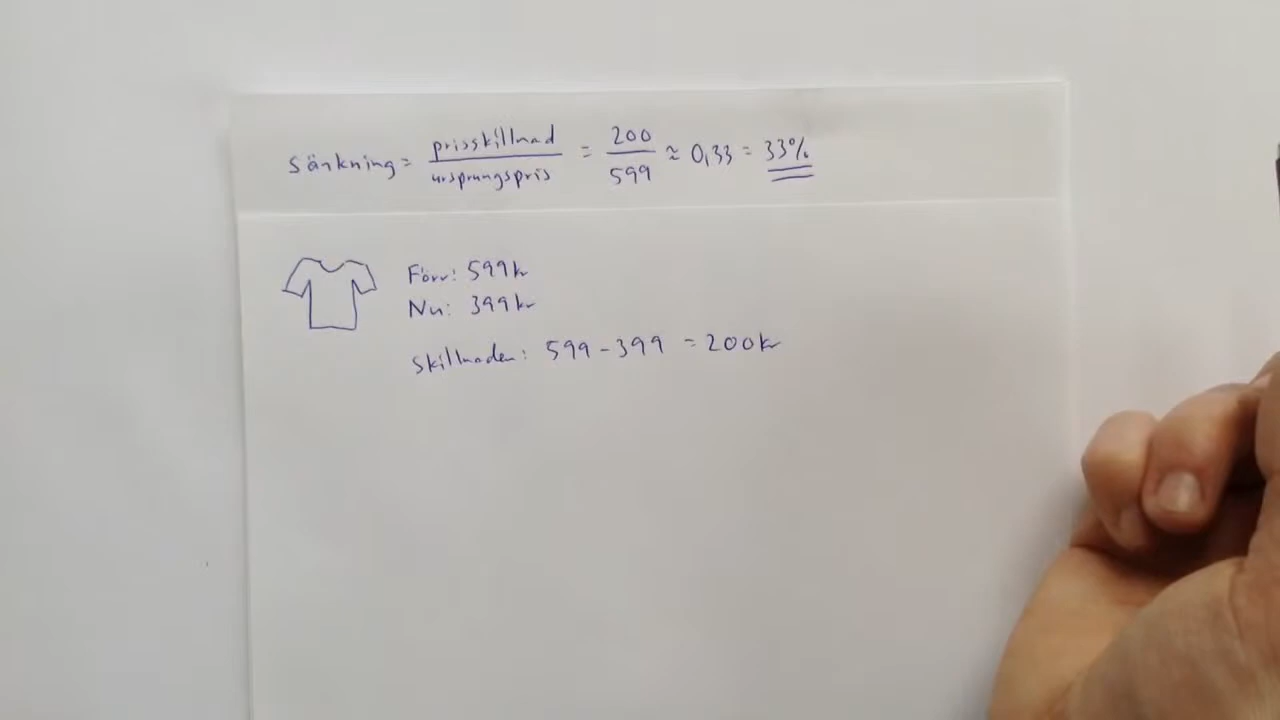 Sänkning = prisskillnad / ursprungspris = 200 / 599 ≈ 0,33 = 33%
Förr: 599kr
Nu: 399kr
Skillnaden: 599 - 399 = 200kr